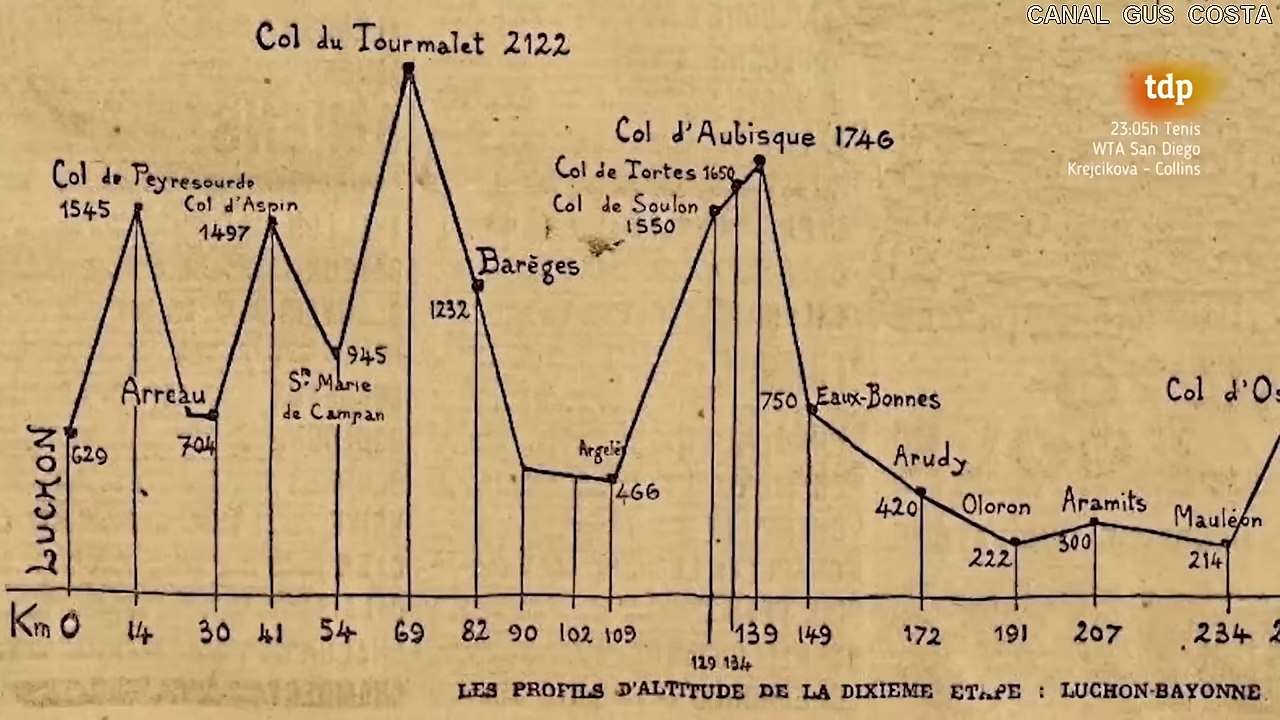 CANAL GUS COSTA
tdp
23:05h Tenis
WTA San Diego
Krejcikova - Collins
Col du Tourmalet 2122
Col d'Aubisque 1746
Col de Tortes 1650
Col de Soulon
1550
Col de Peyresourde
1545
Col d'Aspin
1497
Barèges
1232
945
Ste Marie
de Campan
Arreau
704
LUCHON
629
Argelès
466
750 Eaux-Bonnes
Arudy
420
Oloron
222
Aramits
300
Mauléon
214
Col d'Os
Km 0 14 30 41 54 69 82 90 102 109 139 149 172 191 207 234 2
129 134
LES PROFILS D'ALTITUDE DE LA DIXIEME ETAPE : LUCHON-BAYONNE